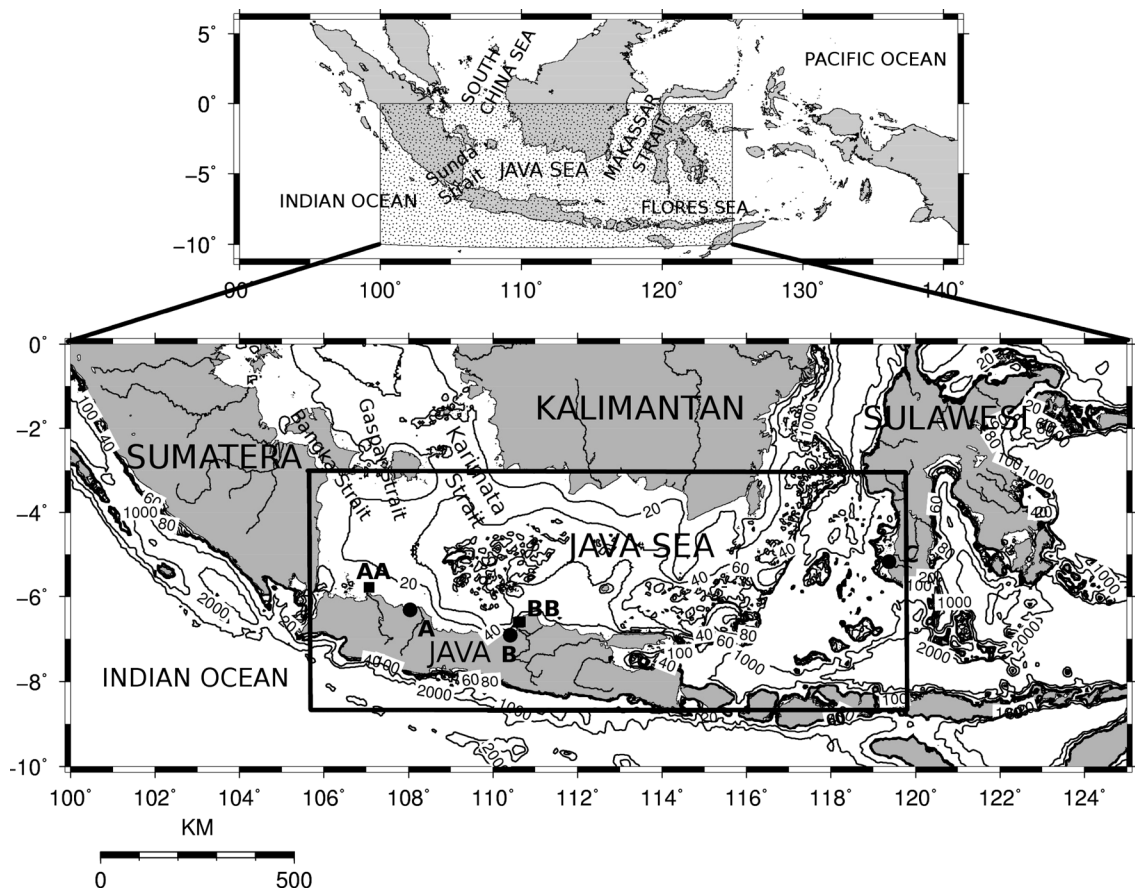 5°
0°
−5°
−10°
SOUTH
CHINA SEA
PACIFIC OCEAN
MAKASSAR
STRAIT
Sunda
Strait
JAVA SEA
INDIAN OCEAN
FLORES SEA
90°
100°
110°
120°
130°
140°
0°
-2°
-4°
-6°
-8°
-10°
KALIMANTAN
SULAWESI
SUMATERA
Bangka Strait
Gaspar Strait
Karimata
Strait
JAVA SEA
AA
A
BB
B
C
JAVA
INDIAN OCEAN
20
40
60
80
100
1000
2000
100°
102°
104°
106°
108°
110°
112°
114°
116°
118°
120°
122°
124°
KM
0
500